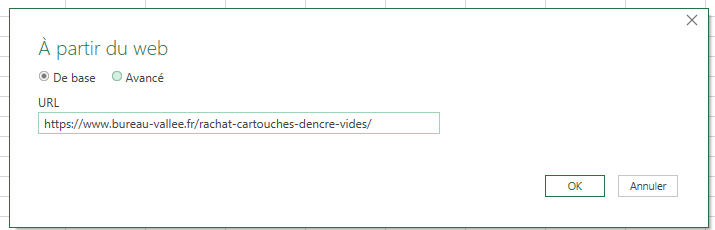 À partir du web
De base Avancé
URL
https://www.bureau-vallee.fr/rachat-cartouches-dencre-vides/
OK Annuler